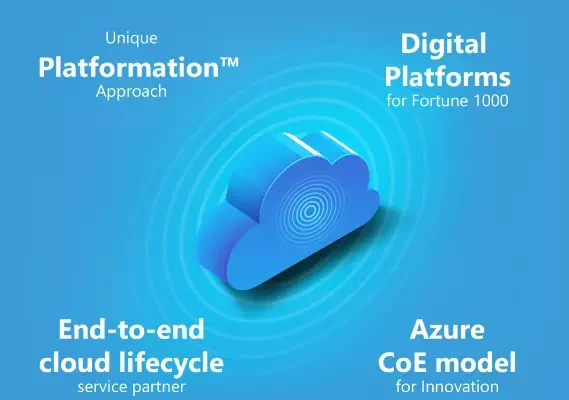 Unique
Platformation™
Approach
Digital
Platforms
for Fortune 1000
End-to-end
cloud lifecycle
service partner
Azure
CoE model
for Innovation